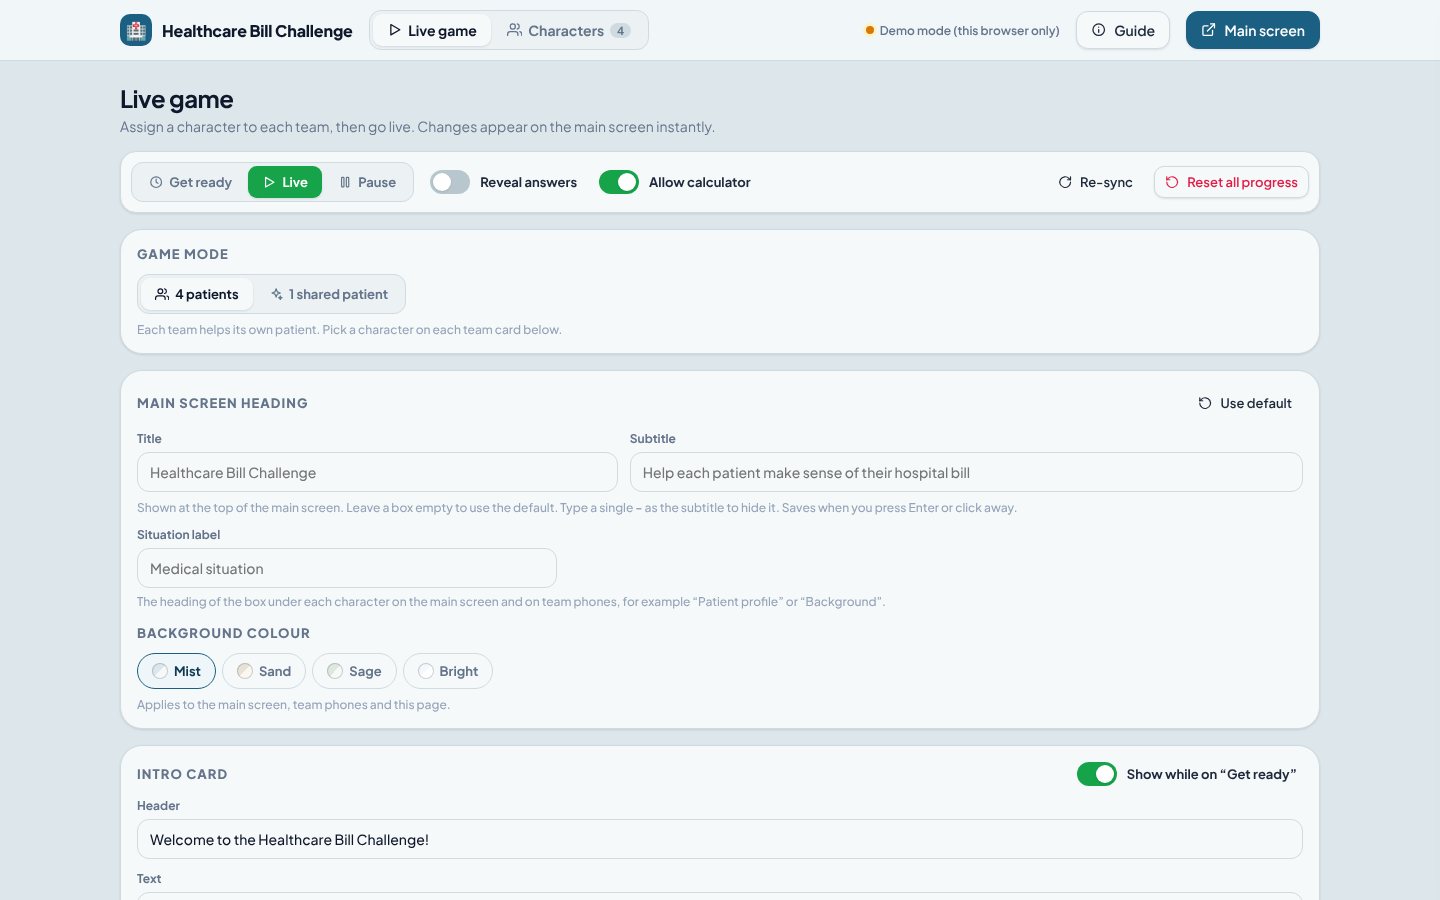 Healthcare Bill Challenge
Live game
Characters 4
Demo mode (this browser only)
Guide
Main screen
Live game
Assign a character to each team, then go live. Changes appear on the main screen instantly.
Get ready
Live
Pause
Reveal answers
Allow calculator
Re-sync
Reset all progress
GAME MODE
4 patients
1 shared patient
Each team helps its own patient. Pick a character on each team card below.
MAIN SCREEN HEADING
Use default
Title
Subtitle
Healthcare Bill Challenge
Help each patient make sense of their hospital bill
Shown at the top of the main screen. Leave a box empty to use the default. Type a single - as the subtitle to hide it. Saves when you press Enter or click away.
Situation label
Medical situation
The heading of the box under each character on the main screen and on team phones, for example “Patient profile” or “Background”.
BACKGROUND COLOUR
Mist
Sand
Sage
Bright
Applies to the main screen, team phones and this page.
INTRO CARD
Show while on “Get ready”
Header
Welcome to the Healthcare Bill Challenge!
Text